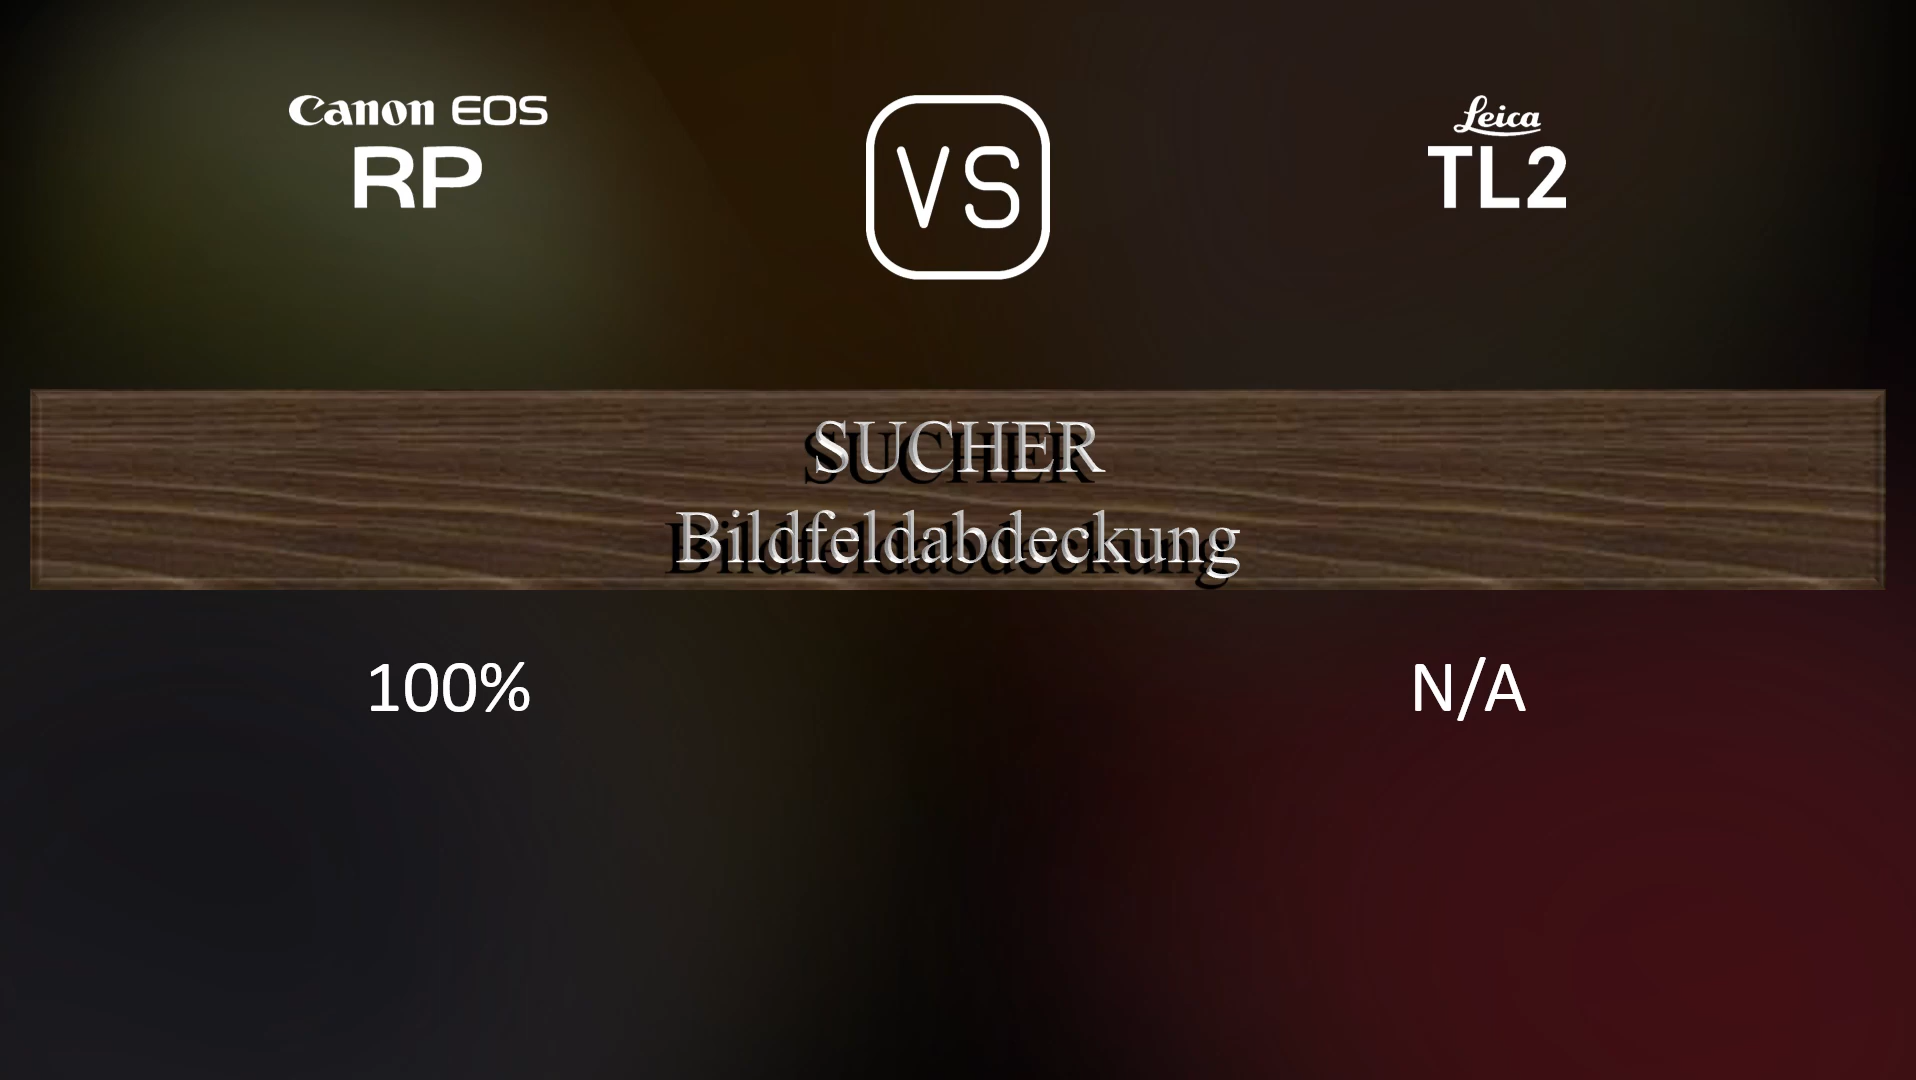 Canon EOS
RP
VS
Leica
TL2
SUCHER
Bildfeldabdeckung
100%
N/A